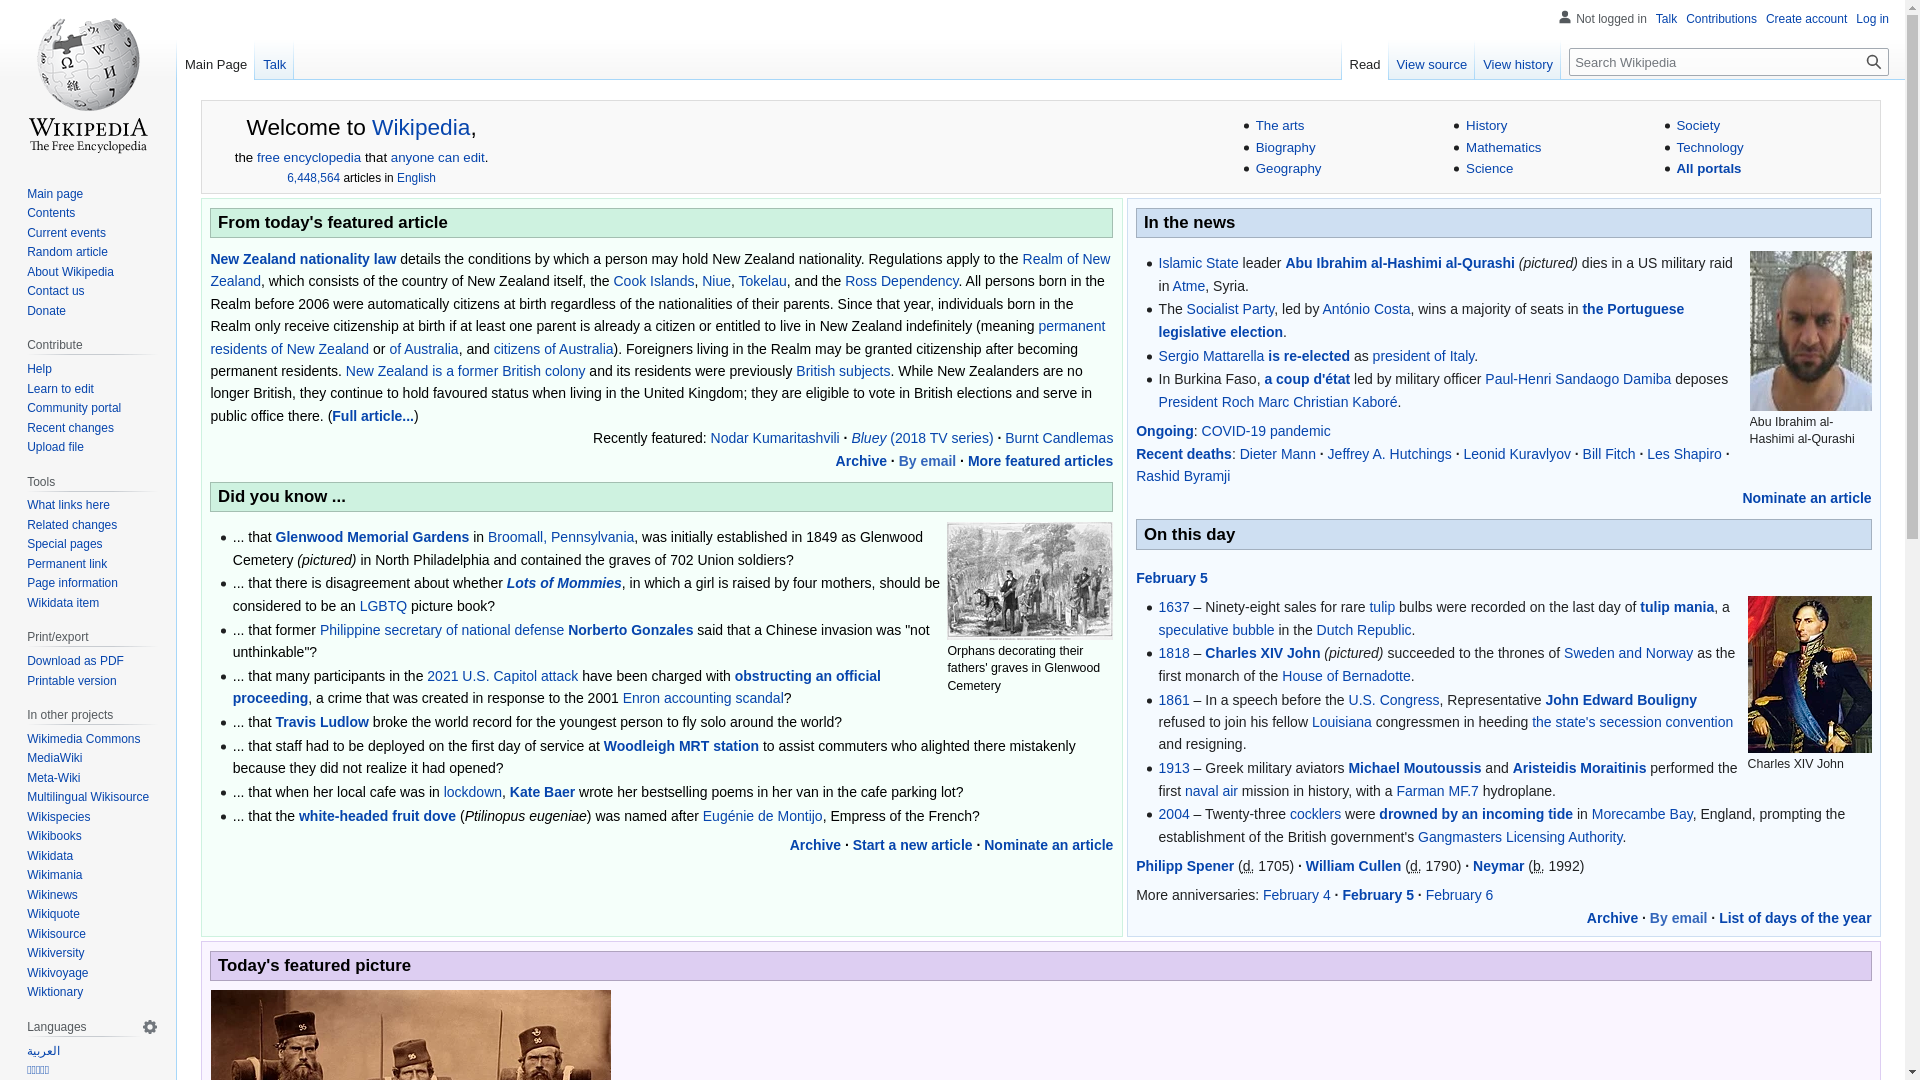 Not logged in Talk Contributions Create account Log in
Main Page Talk
Read View source View history Search Wikipedia
WIKIPEDIA
The Free Encyclopedia
Main page
Contents
Current events
Random article
About Wikipedia
Contact us
Donate
Contribute
Help
Learn to edit
Community portal
Recent changes
Upload file
Tools
What links here
Related changes
Special pages
Permanent link
Page information
Wikidata item
Print/export
Download as PDF
Printable version
In other projects
Wikimedia Commons
MediaWiki
Meta-Wiki
Multilingual Wikisource
Wikispecies
Wikibooks
Wikidata
Wikimania
Wikinews
Wikiquote
Wikisource
Wikiversity
Wikivoyage
Wiktionary
Languages
العربية
Welcome to Wikipedia,
the free encyclopedia that anyone can edit.
6,448,564 articles in English
The arts
Biography
Geography
History
Mathematics
Science
Society
Technology
All portals
From today's featured article
New Zealand nationality law details the conditions by which a person may hold New Zealand nationality. Regulations apply to the Realm of New
Zealand, which consists of the country of New Zealand itself, the Cook Islands, Niue, Tokelau, and the Ross Dependency. All persons born in the
Realm before 2006 were automatically citizens at birth regardless of the nationalities of their parents. Since that year, individuals born in the
Realm only receive citizenship at birth if at least one parent is already a citizen or entitled to live in New Zealand indefinitely (meaning permanent
residents of New Zealand or of Australia, and citizens of Australia). Foreigners living in the Realm may be granted citizenship after becoming
permanent residents. New Zealand is a former British colony and its residents were previously British subjects. While New Zealanders are no
longer British, they continue to hold favoured status when living in the United Kingdom; they are eligible to vote in British elections and serve in
public office there. (Full article...)
Recently featured: Nodar Kumaritashvili · Bluey (2018 TV series) · Burnt Candlemas
Archive · By email · More featured articles
Did you know ...
... that Glenwood Memorial Gardens in Broomall, Pennsylvania, was initially established in 1849 as Glenwood
Cemetery (pictured) in North Philadelphia and contained the graves of 702 Union soldiers?
... that there is disagreement about whether Lots of Mommies, in which a girl is raised by four mothers, should be
considered to be an LGBTQ picture book?
... that former Philippine secretary of national defense Norberto Gonzales said that a Chinese invasion was "not
unthinkable"?
... that many participants in the 2021 U.S. Capitol attack have been charged with obstructing an official
proceeding, a crime that was created in response to the 2001 Enron accounting scandal?
... that Travis Ludlow broke the world record for the youngest person to fly solo around the world?
... that staff had to be deployed on the first day of service at Woodleigh MRT station to assist commuters who alighted there mistakenly
because they did not realize it had opened?
... that when her local cafe was in lockdown, Kate Baer wrote her bestselling poems in her van in the cafe parking lot?
... that the white-headed fruit dove (Ptilinopus eugeniae) was named after Eugénie de Montijo, Empress of the French?
Orphans decorating their
fathers' graves in Glenwood
Cemetery
Archive · Start a new article · Nominate an article
In the news
Islamic State leader Abu Ibrahim al-Hashimi al-Qurashi (pictured) dies in a US military raid
in Atme, Syria.
The Socialist Party, led by António Costa, wins a majority of seats in the Portuguese
legislative election.
Sergio Mattarella is re-elected as president of Italy.
In Burkina Faso, a coup d'état led by military officer Paul-Henri Sandaogo Damiba deposes
President Roch Marc Christian Kaboré.
Abu Ibrahim al-
Hashimi al-Qurashi
Ongoing: COVID-19 pandemic
Recent deaths: Dieter Mann · Jeffrey A. Hutchings · Leonid Kuravlyov · Bill Fitch · Les Shapiro ·
Rashid Byramji
Nominate an article
On this day
February 5
1637 – Ninety-eight sales for rare tulip bulbs were recorded on the last day of tulip mania, a
speculative bubble in the Dutch Republic.
1818 – Charles XIV John (pictured) succeeded to the thrones of Sweden and Norway as the
first monarch of the House of Bernadotte.
1861 – In a speech before the U.S. Congress, Representative John Edward Bouligny
refused to join his fellow Louisiana congressmen in heeding the state's secession convention
and resigning.
1913 – Greek military aviators Michael Moutoussis and Aristeidis Moraitinis performed the
first naval air mission in history, with a Farman MF.7 hydroplane.
2004 – Twenty-three cocklers were drowned by an incoming tide in Morecambe Bay, England, prompting the
establishment of the British government's Gangmasters Licensing Authority.
Charles XIV John
Philipp Spener (d. 1705) · William Cullen (d. 1790) · Neymar (b. 1992)
More anniversaries: February 4 · February 5 · February 6
Archive · By email · List of days of the year
Today's featured picture
95
95
95